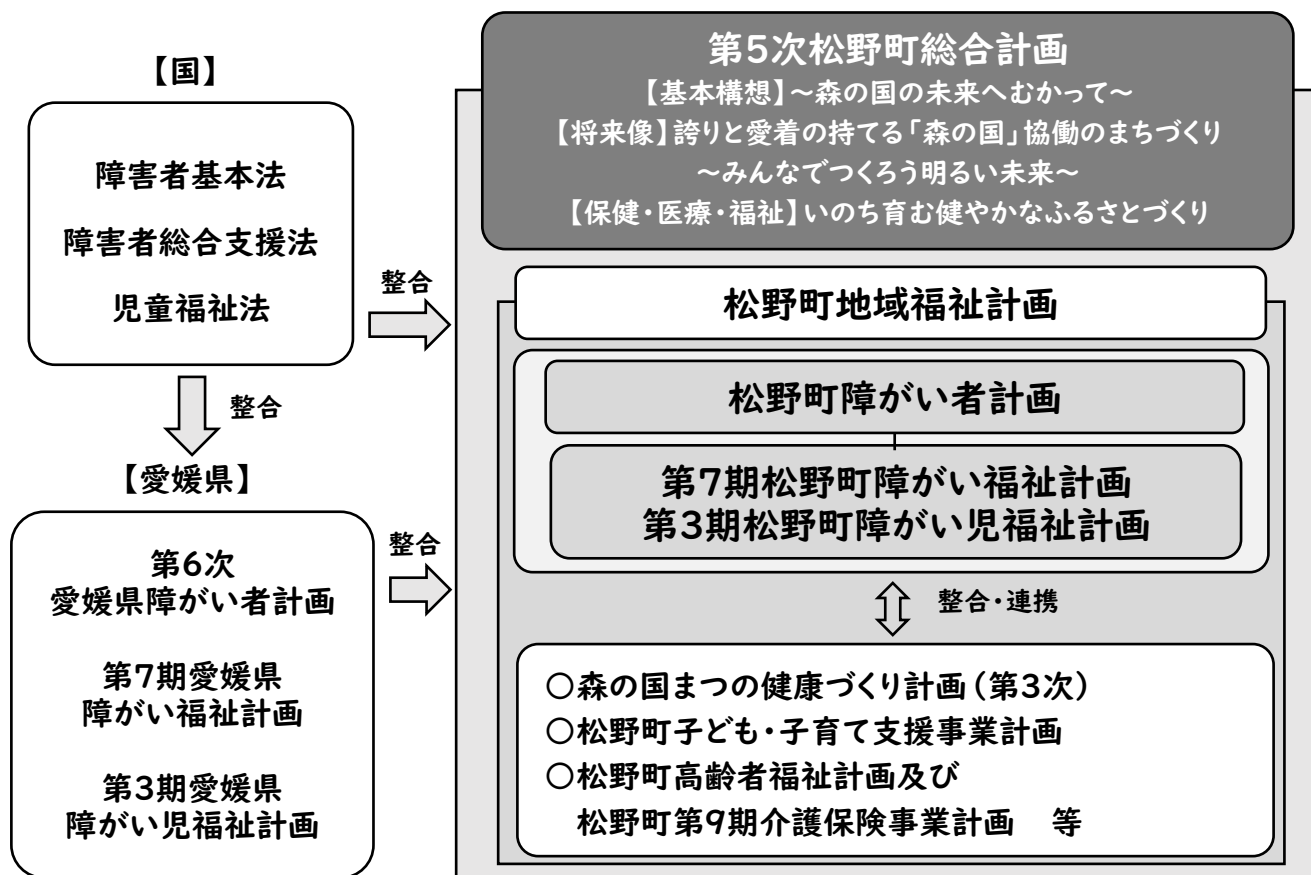 【国】
障害者基本法
障害者総合支援法
児童福祉法
整合
整合
【愛媛県】
第6次
愛媛県障がい者計画
第7期愛媛県
障がい福祉計画
第3期愛媛県
障がい児福祉計画
整合
第5次松野町総合計画
【基本構想】～森の国の未来へむかって～
【将来像】誇りと愛着の持てる「森の国」協働のまちづくり
～みんなでつくろう明るい未来～
【保健・医療・福祉】いのち育む健やかなふるさとづくり
松野町地域福祉計画
松野町障がい者計画
第7期松野町障がい福祉計画
第3期松野町障がい児福祉計画
整合・連携
○森の国まつの健康づくり計画（第3次）
○松野町子ども・子育て支援事業計画
○松野町高齢者福祉計画及び
松野町第9期介護保険事業計画　等